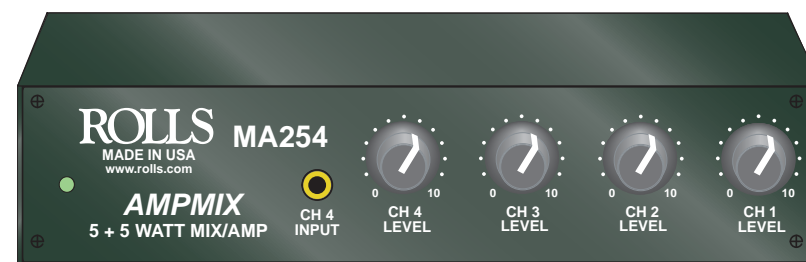 ROLLS
MADE IN USA
www.rolls.com
MA254
AMPMIX
5 + 5 WATT MIX/AMP
CH 4
INPUT
0 10
CH 4
LEVEL
0 10
CH 3
LEVEL
0 10
CH 2
LEVEL
0 10
CH 1
LEVEL